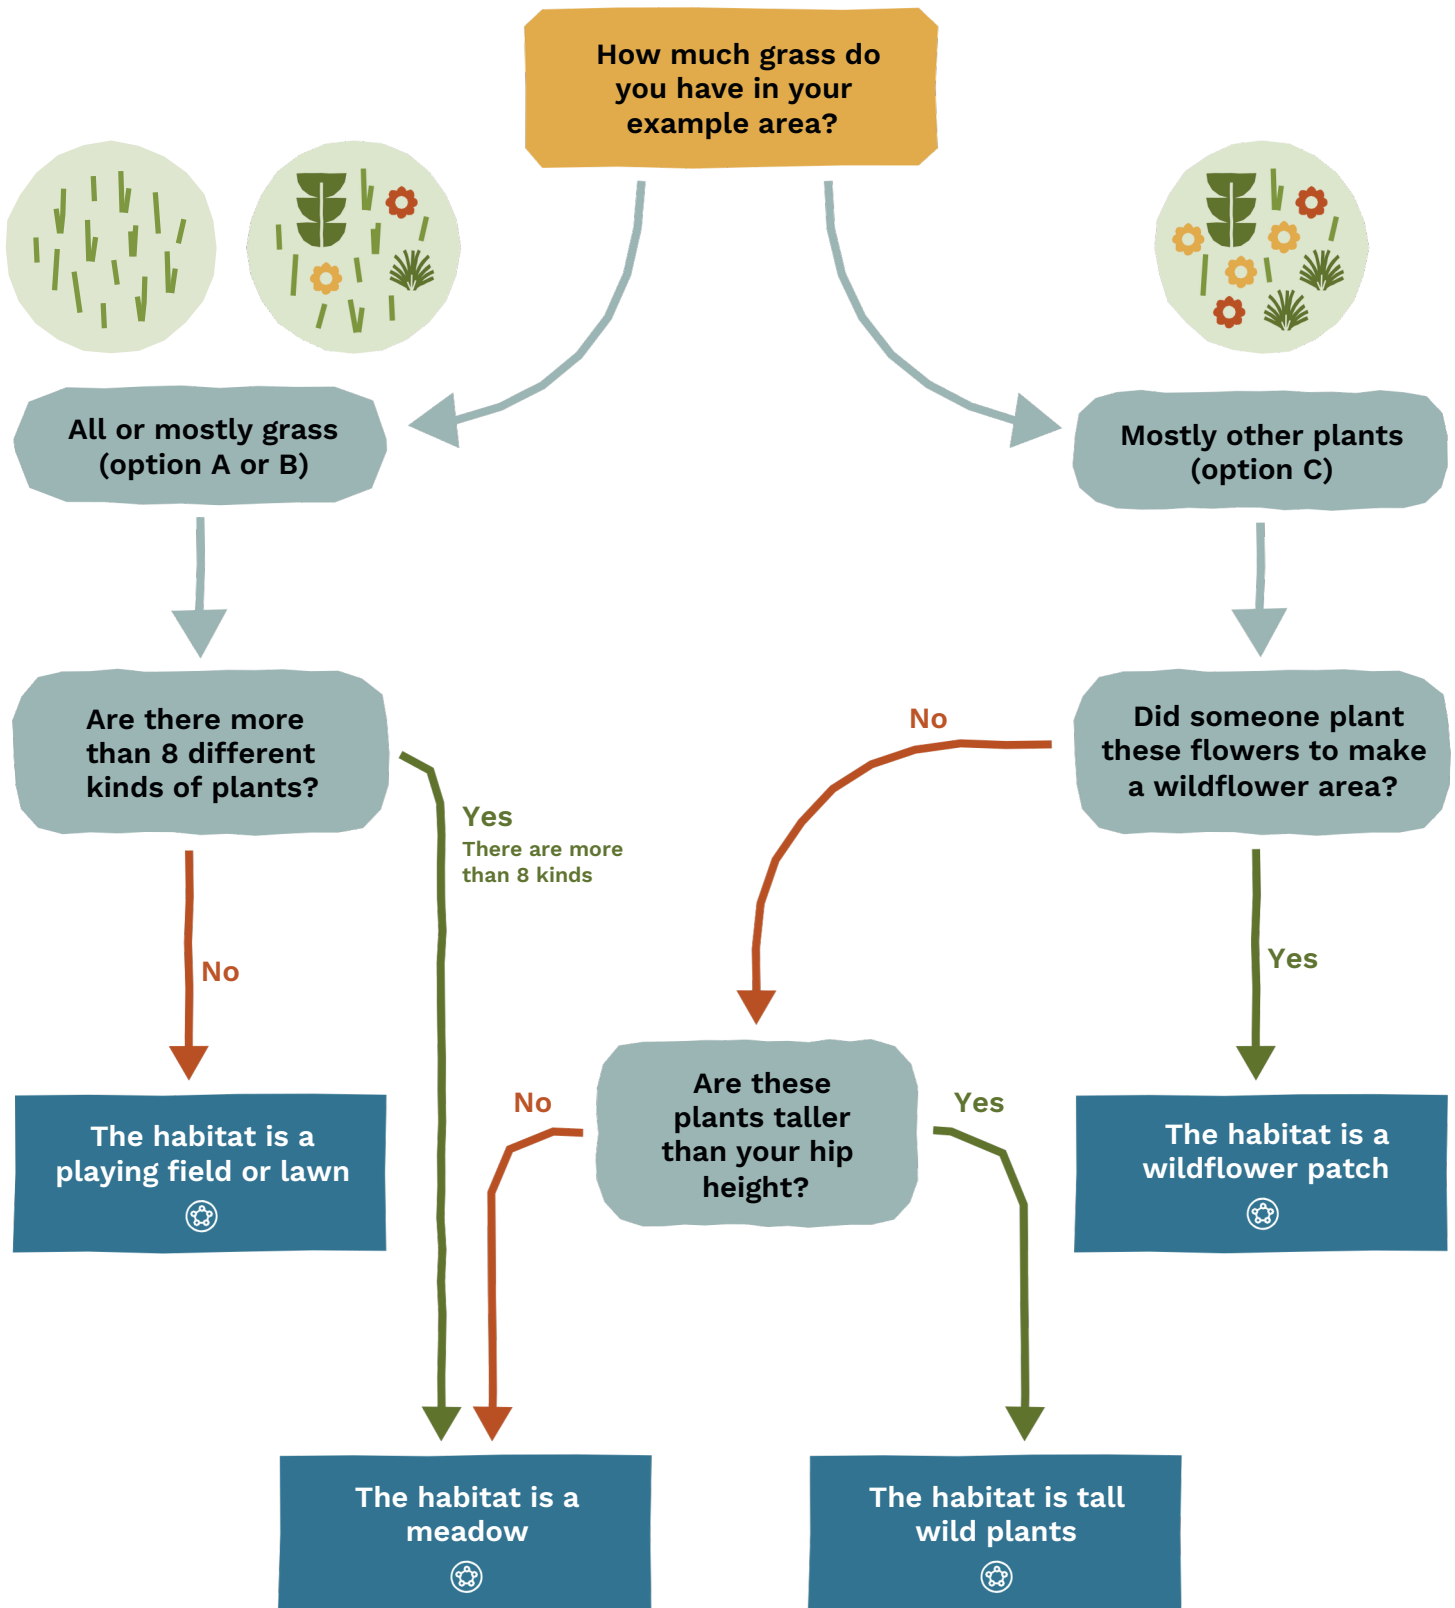 How much grass do
you have in your
example area?
All or mostly grass
(option A or B)
Mostly other plants
(option C)
Are there more
than 8 different
kinds of plants?
Did someone plant
these flowers to make
a wildflower area?
No
Yes
There are more
than 8 kinds
No
Yes
Are these
plants taller
than your hip
height?
No
Yes
The habitat is a
playing field or lawn
The habitat is a
wildflower patch
The habitat is a
meadow
The habitat is tall
wild plants